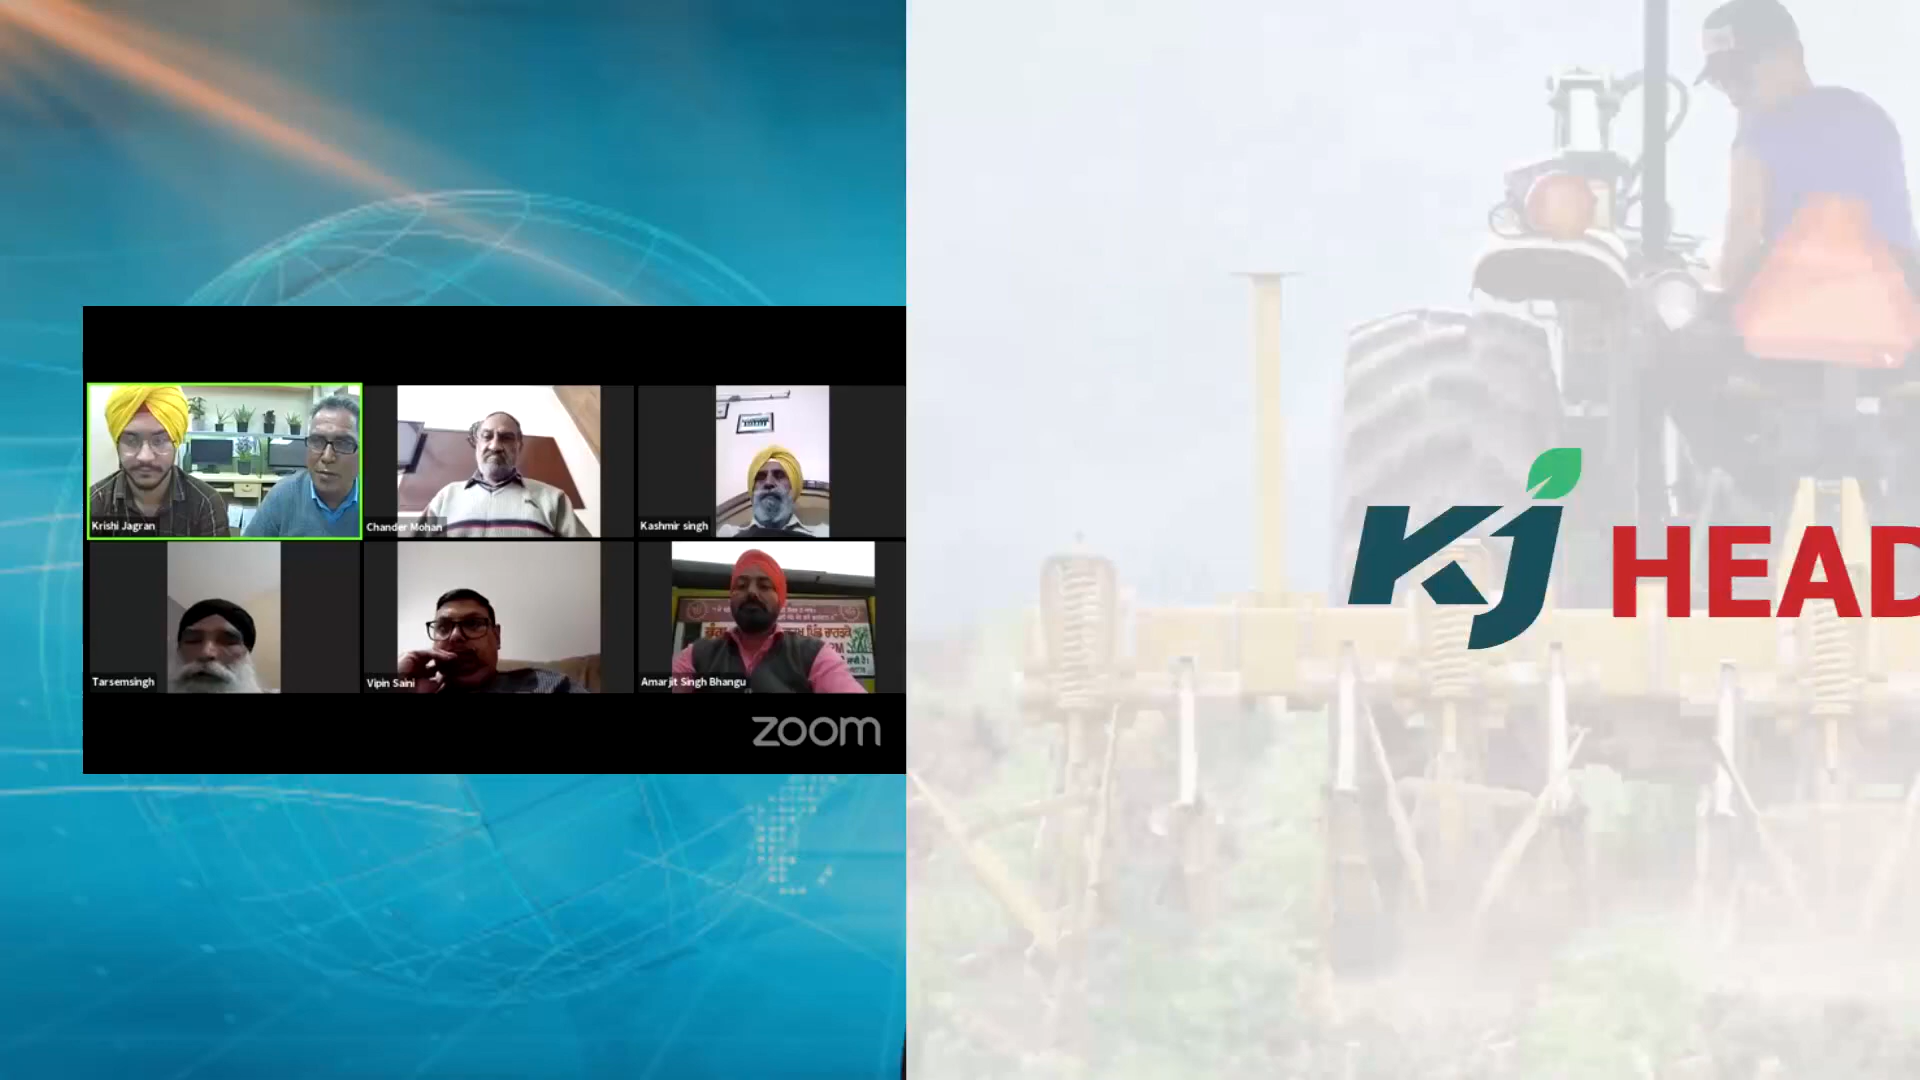 Krishi Jagran
Chander Mohan
Kashmir singh
Tarsemsingh
Vipin Saini
Amarjit Singh Bhangu
zoom
KJ HEAD